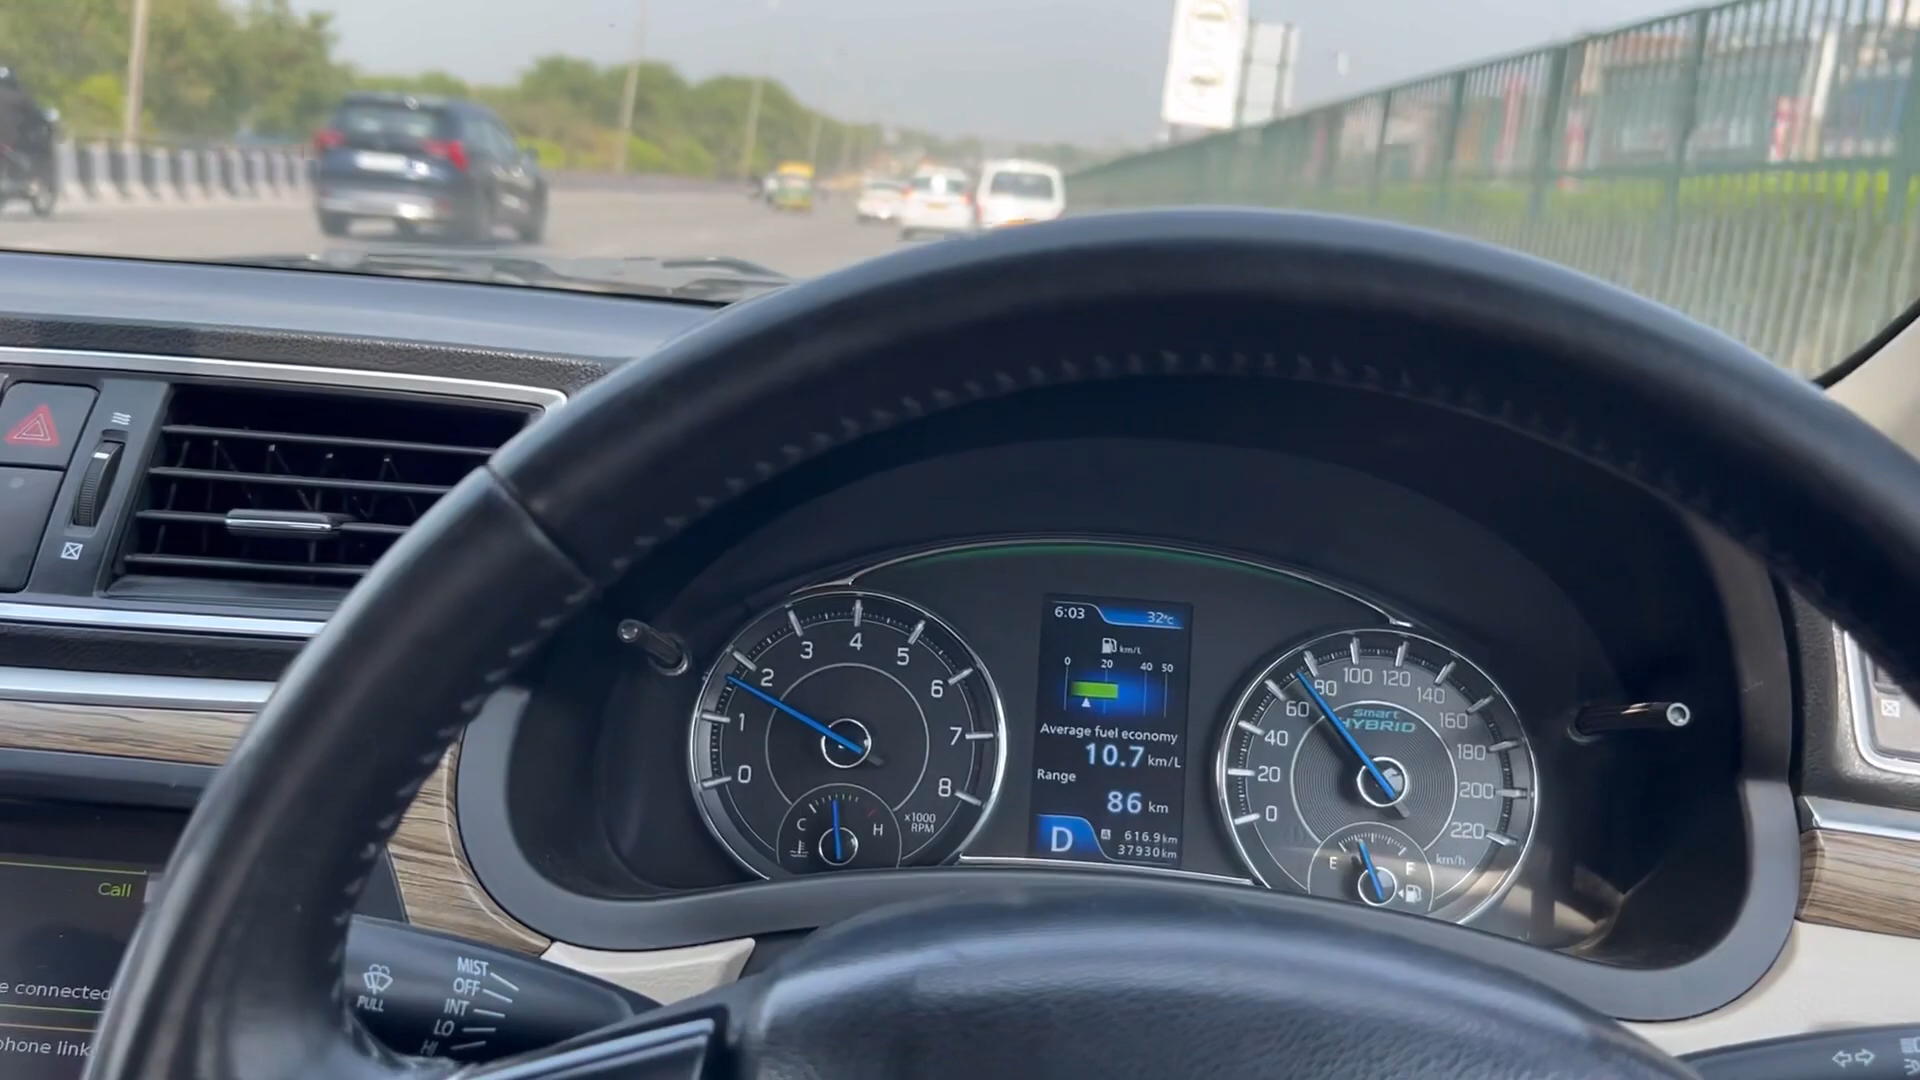 6:03 32°C
km/L
0 20 40 50
Average fuel economy
10.7 km/L
Range
86 km
D
A 616.9 km
37930 km
0 1 2 3 4 5 6 7 8
x1000
RPM
C H
0 20 40 60 80 100 120 140 160 180 200 220
smart
HYBRID
km/h
E F
Call
e connected
phone link
PULL
MIST
OFF
INT
LO
HI